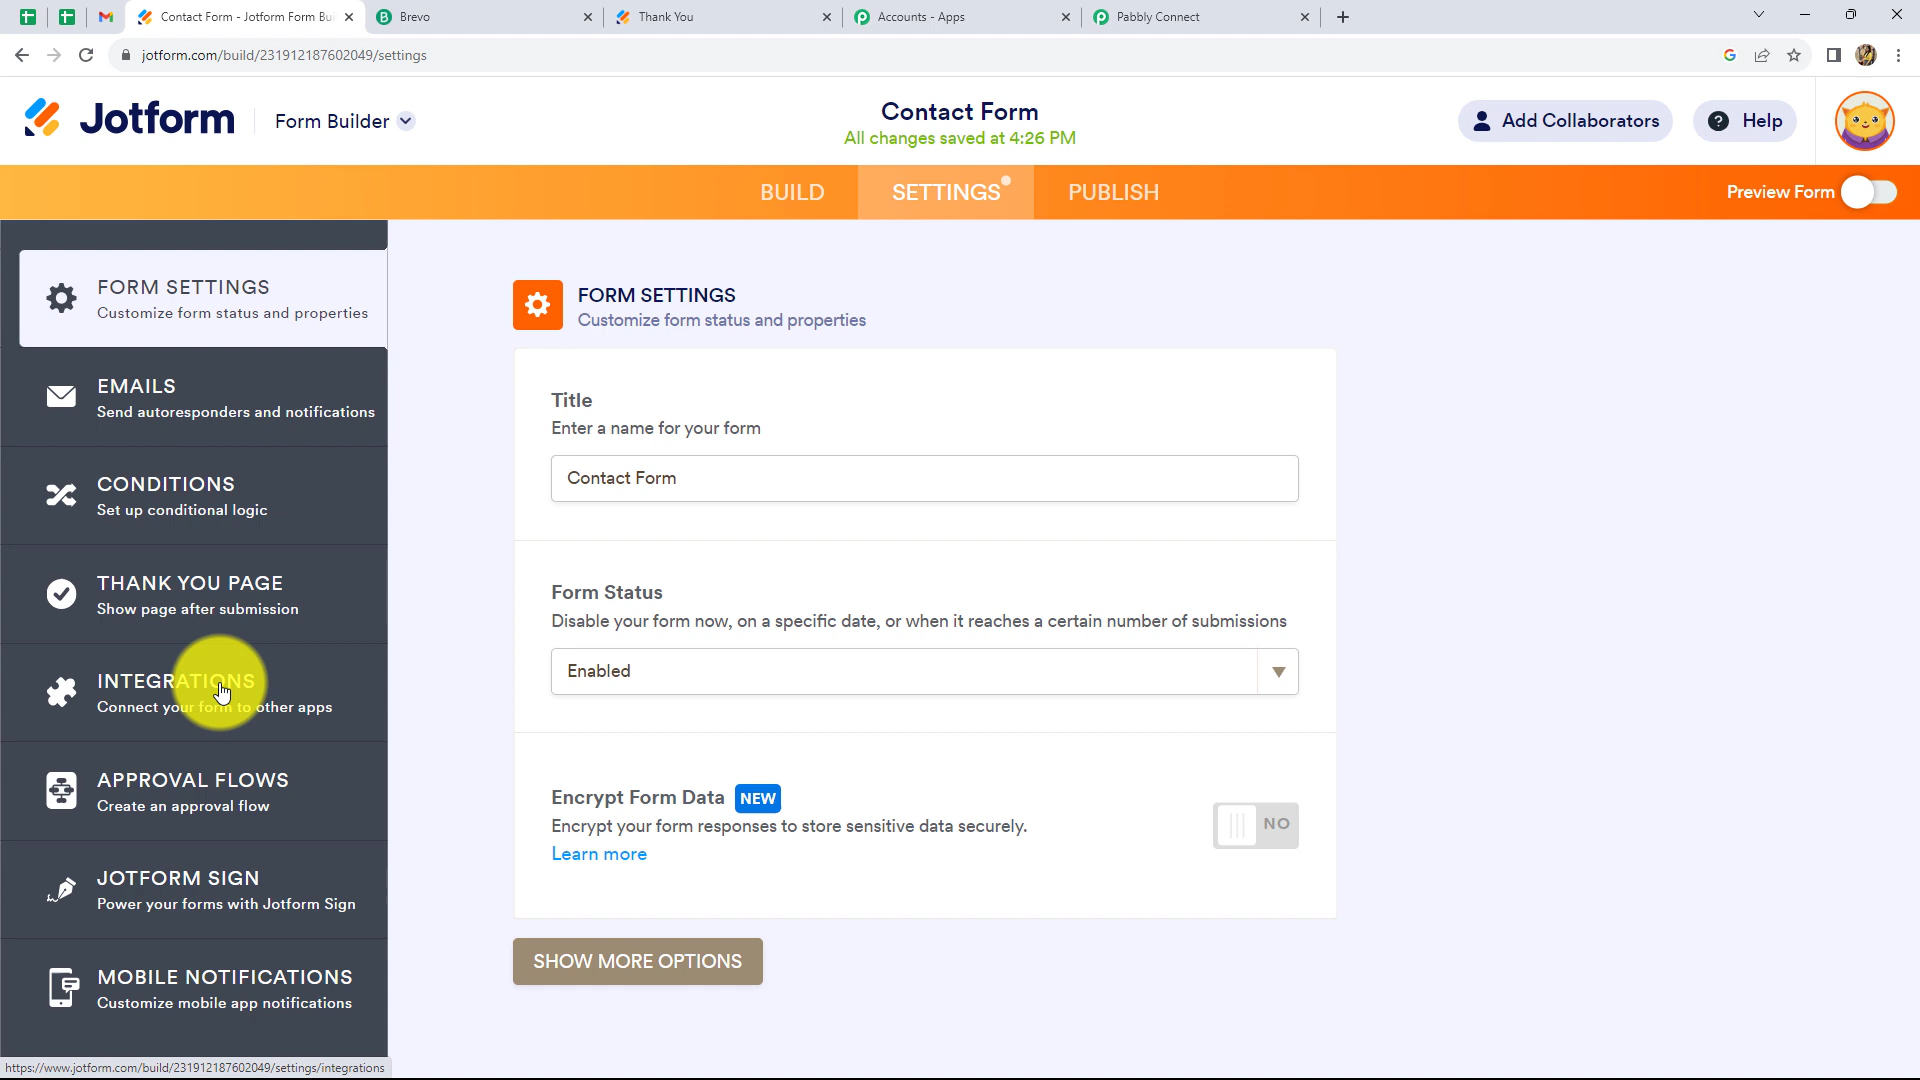 Contact Form - Jotform Form Bui
Brevo
Thank You
Accounts - Apps
Pabbly Connect
jotform.com/build/231912187602049/settings
Jotform
Form Builder
Contact Form
All changes saved at 4:26 PM
Add Collaborators
Help
BUILD
SETTINGS
PUBLISH
Preview Form
FORM SETTINGS
Customize form status and properties
EMAILS
Send autoresponders and notifications
CONDITIONS
Set up conditional logic
THANK YOU PAGE
Show page after submission
INTEGRATIONS
Connect your form to other apps
APPROVAL FLOWS
Create an approval flow
JOTFORM SIGN
Power your forms with Jotform Sign
MOBILE NOTIFICATIONS
Customize mobile app notifications
FORM SETTINGS
Customize form status and properties
Title
Enter a name for your form
Contact Form
Form Status
Disable your form now, on a specific date, or when it reaches a certain number of submissions
Enabled
Encrypt Form Data NEW
Encrypt your form responses to store sensitive data securely.
Learn more
NO
SHOW MORE OPTIONS
https://www.jotform.com/build/231912187602049/settings/integrations